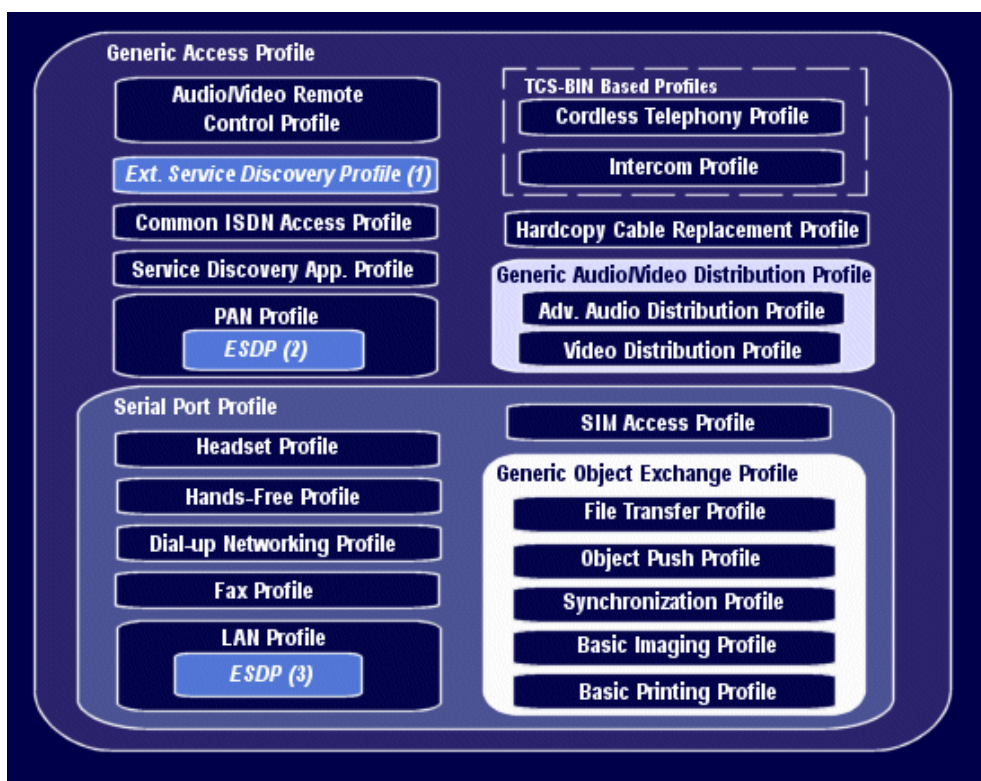 Generic Access Profile
Audio/Video Remote
Control Profile
Ext. Service Discovery Profile (1)
Common ISDN Access Profile
Service Discovery App. Profile
PAN Profile
ESDP (2)
TCS-BIN Based Profiles
Cordless Telephony Profile
Intercom Profile
Hardcopy Cable Replacement Profile
Generic Audio/Video Distribution Profile
Adv. Audio Distribution Profile
Video Distribution Profile
Serial Port Profile
Headset Profile
Hands-Free Profile
Dial-up Networking Profile
Fax Profile
LAN Profile
ESDP (3)
SIM Access Profile
Generic Object Exchange Profile
File Transfer Profile
Object Push Profile
Synchronization Profile
Basic Imaging Profile
Basic Printing Profile